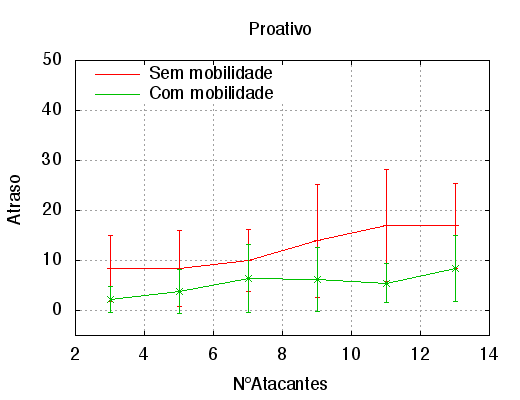 Proativo
Sem mobilidade
Com mobilidade
50
40
30
20
10
0
Atraso
2 4 6 8 10 12 14
N°Atacantes